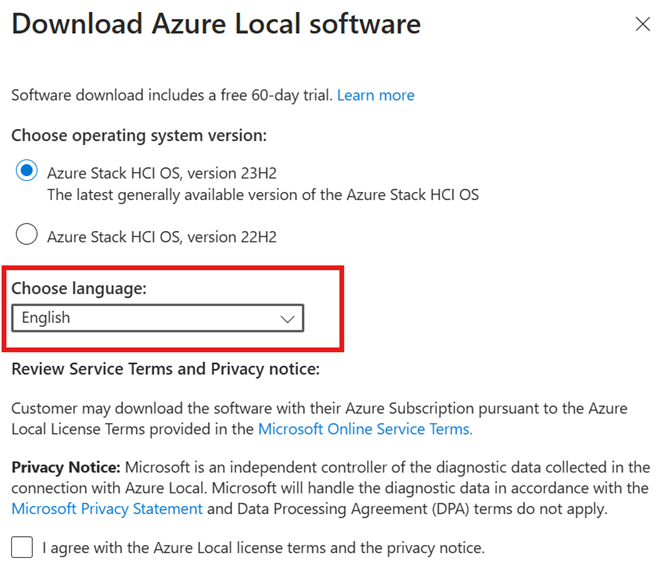 Download Azure Local software
Software download includes a free 60-day trial. Learn more
Choose operating system version:
Azure Stack HCI OS, version 23H2
The latest generally available version of the Azure Stack HCI OS
Azure Stack HCI OS, version 22H2
Choose language:
English
Review Service Terms and Privacy notice:
Customer may download the software with their Azure Subscription pursuant to the Azure
Local License Terms provided in the Microsoft Online Service Terms.
Privacy Notice: Microsoft is an independent controller of the diagnostic data collected in the
connection with Azure Local. Microsoft will handle the diagnostic data in accordance with the
Microsoft Privacy Statement and Data Processing Agreement (DPA) terms do not apply.
I agree with the Azure Local license terms and the privacy notice.